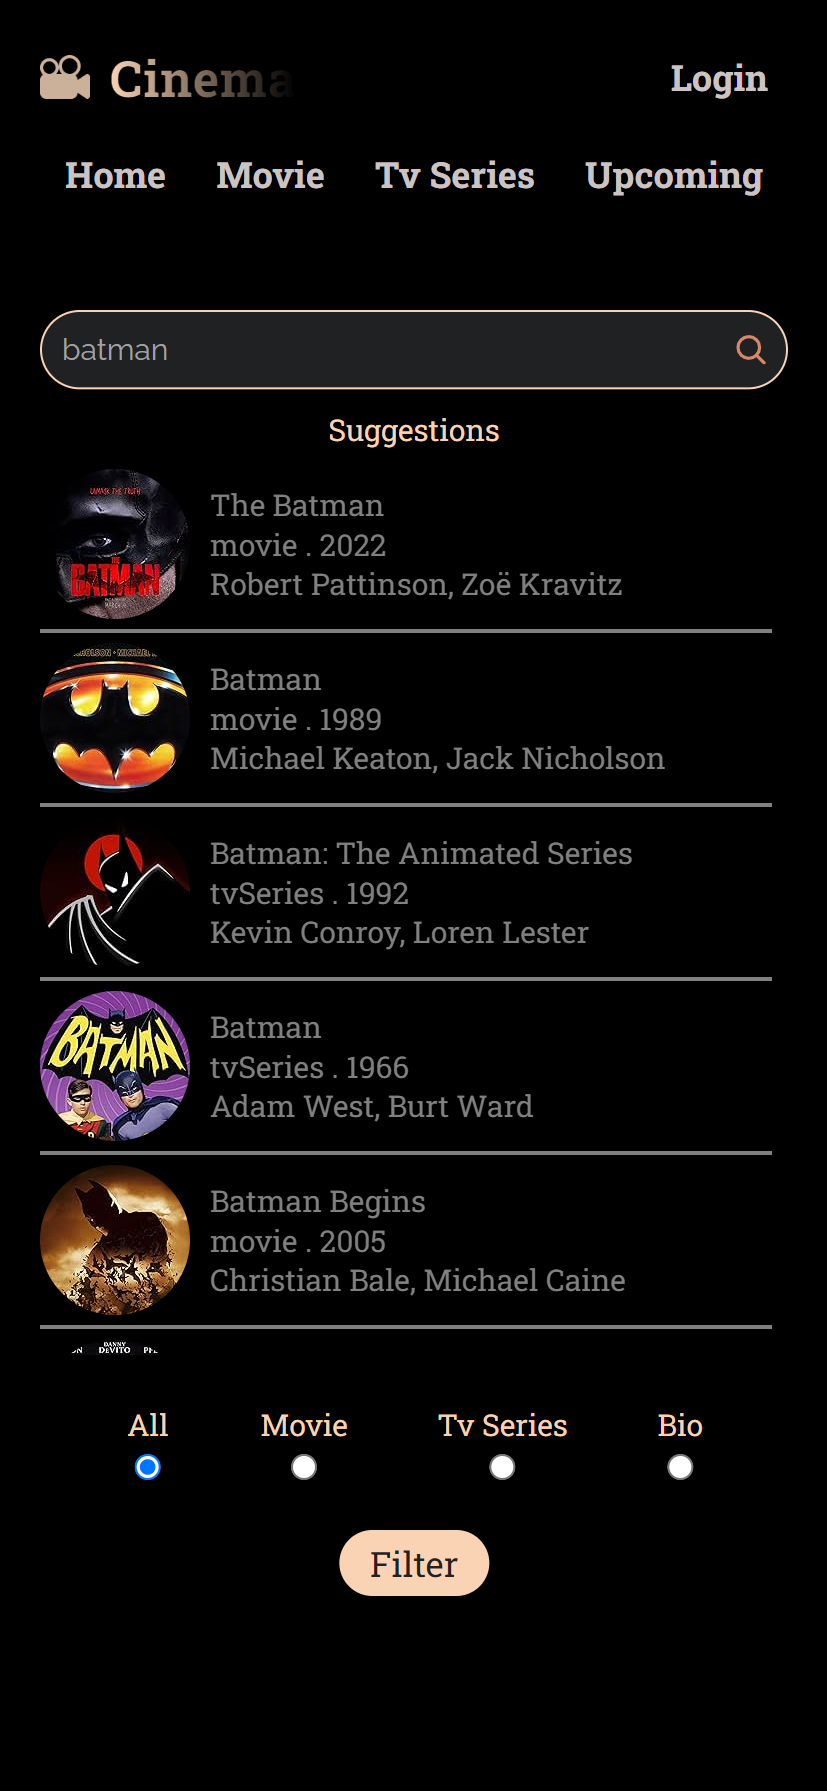 Cinema
Login
Home Movie Tv Series Upcoming
batman
Suggestions
UNMASK THE TRUTH
THE
BATMAN
The Batman
movie . 2022
Robert Pattinson, Zoë Kravitz
Batman
movie . 1989
Michael Keaton, Jack Nicholson
Batman: The Animated Series
tvSeries . 1992
Kevin Conroy, Loren Lester
BATMAN
Batman
tvSeries . 1966
Adam West, Burt Ward
Batman Begins
movie . 2005
Christian Bale, Michael Caine
DANNY
DEVITO
All Movie Tv Series Bio
Filter